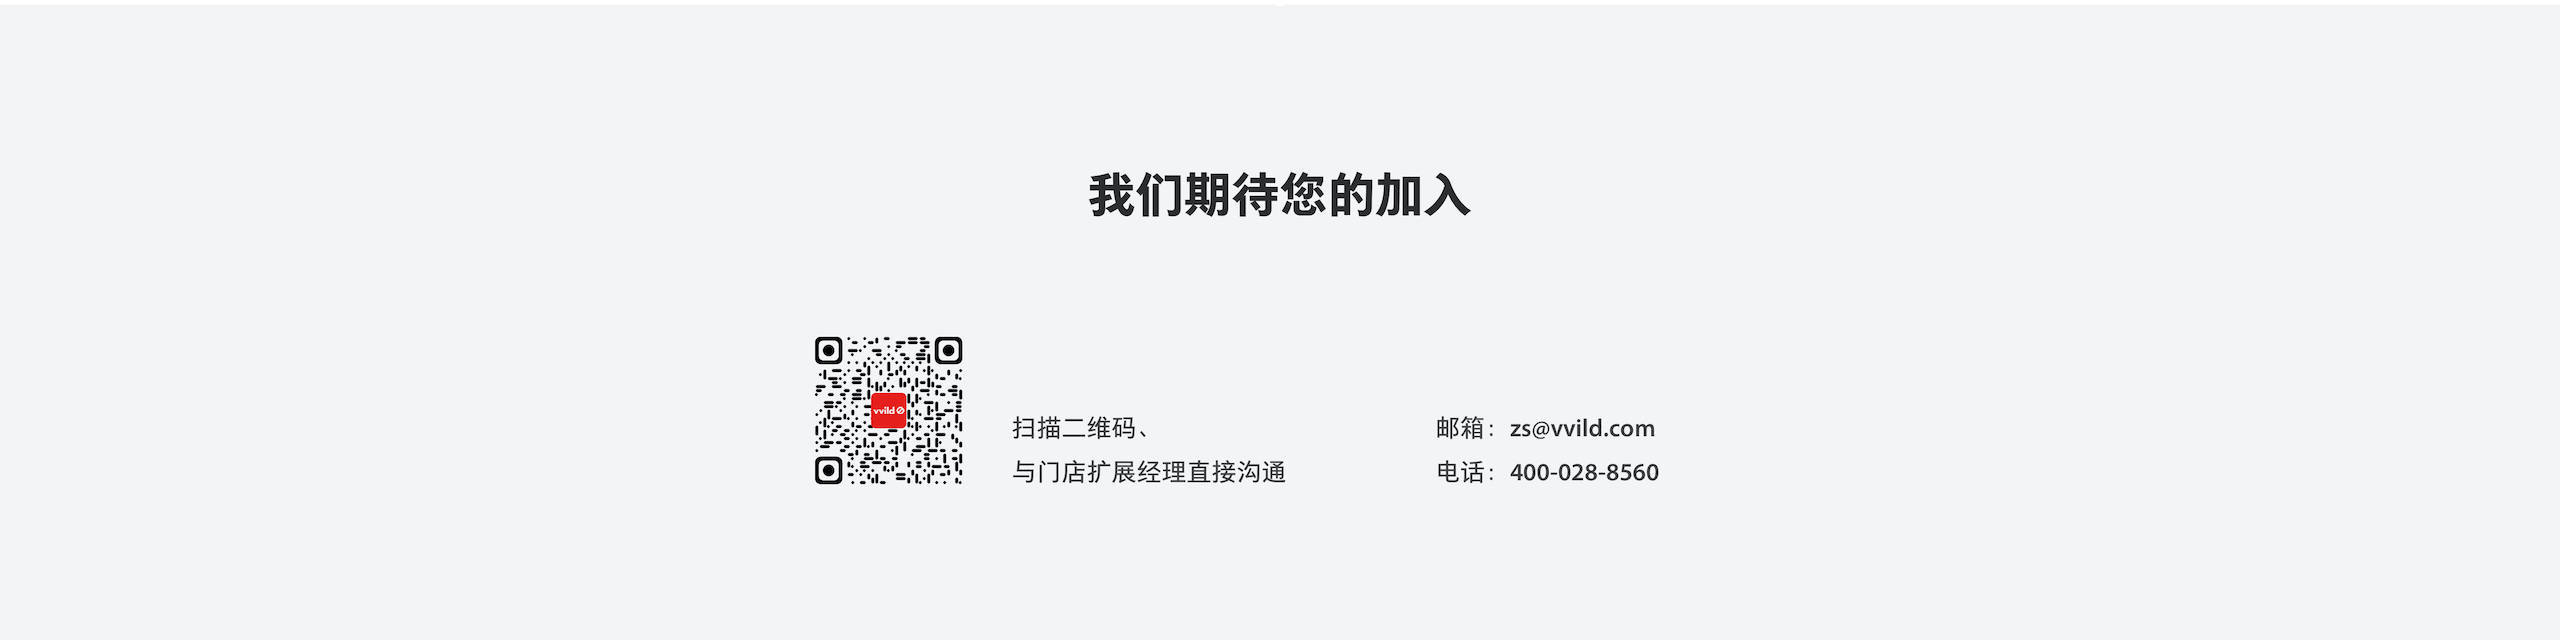 我们期待您的加入
vvild
扫描二维码、
与门店扩展经理直接沟通
邮箱：zs@vvild.com
电话：400-028-8560